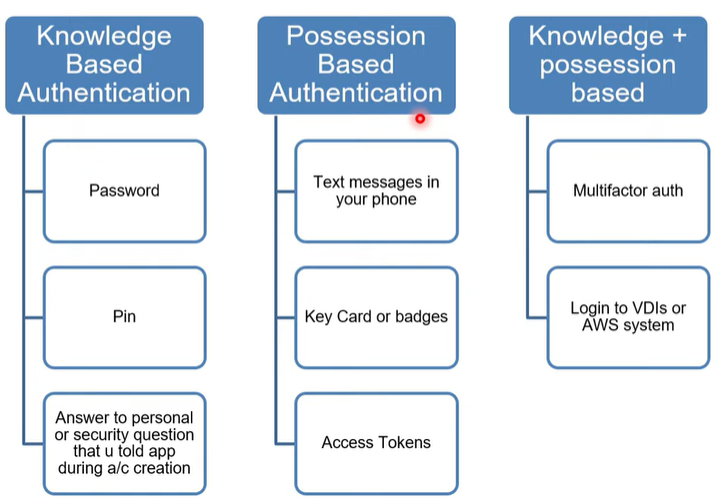 Knowledge
Based
Authentication
Password
Pin
Answer to personal
or security question
that u told app
during a/c creation
Possession
Based
Authentication
Text messages in
your phone
Key Card or badges
Access Tokens
Knowledge +
possession
based
Multifactor auth
Login to VDIs or
AWS system